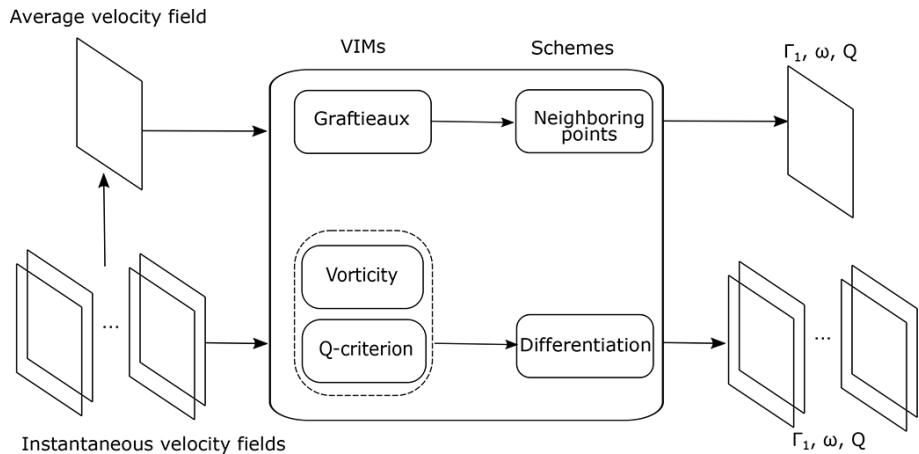 Average velocity field
VIMs
Schemes
Γ₁, ω, Q
Graftieaux
Neighboring
points
Vorticity
...
...
Q-criterion
Differentiation
Instantaneous velocity fields
Γ₁, ω, Q